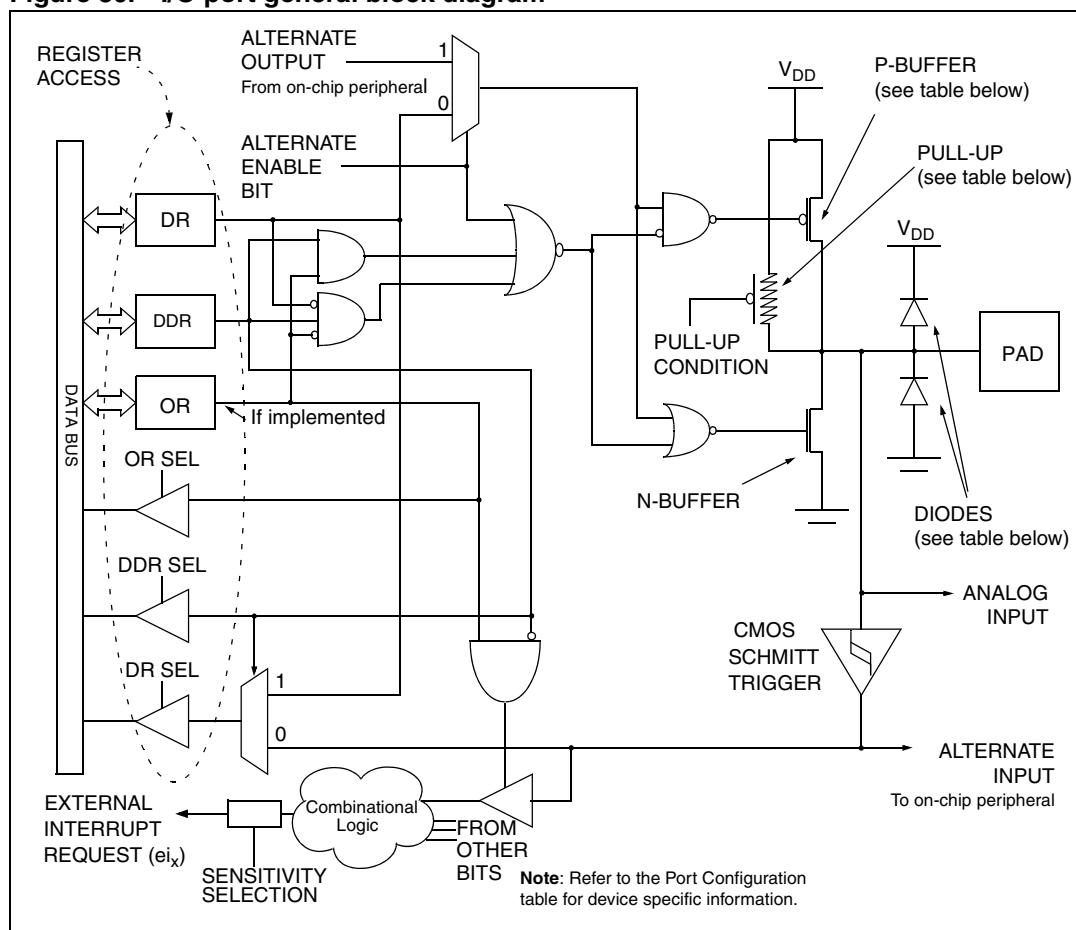 REGISTER
ACCESS
ALTERNATE
OUTPUT
From on-chip peripheral
1
0
ALTERNATE
ENABLE
BIT
VDD
P-BUFFER
(see table below)
PULL-UP
(see table below)
DR
DDR
OR
If implemented
DATA BUS
PULL-UP
CONDITION
VDD
PAD
N-BUFFER
DIODES
(see table below)
OR SEL
DDR SEL
DR SEL
1
0
ANALOG
INPUT
CMOS
SCHMITT
TRIGGER
ALTERNATE
INPUT
To on-chip peripheral
EXTERNAL
INTERRUPT
REQUEST (eix)
Combinational
Logic
FROM
OTHER
BITS
SENSITIVITY
SELECTION
Note: Refer to the Port Configuration
table for device specific information.